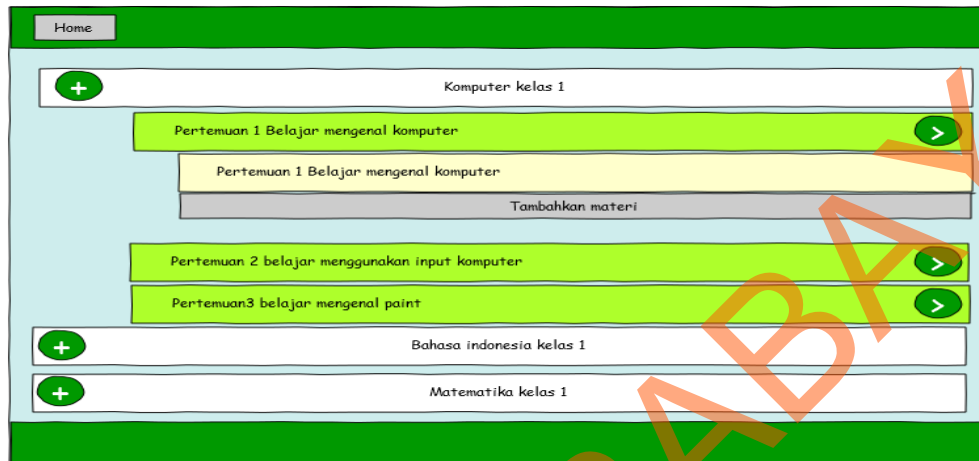 Home
+
Komputer kelas 1
Pertemuan 1 Belajar mengenal komputer
>
Pertemuan 1 Belajar mengenal komputer
Tambahkan materi
Pertemuan 2 belajar menggunakan input komputer
>
Pertemuan3 belajar mengenal paint
>
+
Bahasa indonesia kelas 1
+
Matematika kelas 1